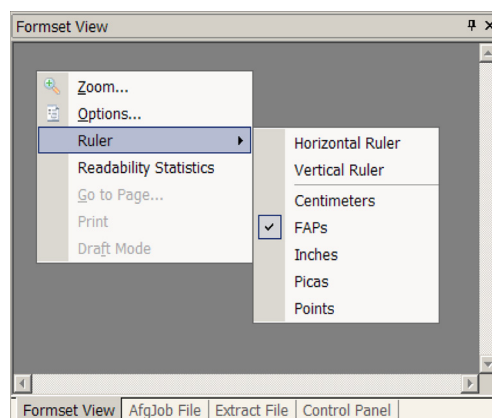 Formset View
Zoom...
Options...
Ruler
Readability Statistics
Go to Page...
Print
Draft Mode
Horizontal Ruler
Vertical Ruler
Centimeters
FAPs
Inches
Picas
Points
Formset View AfgJob File Extract File Control Panel